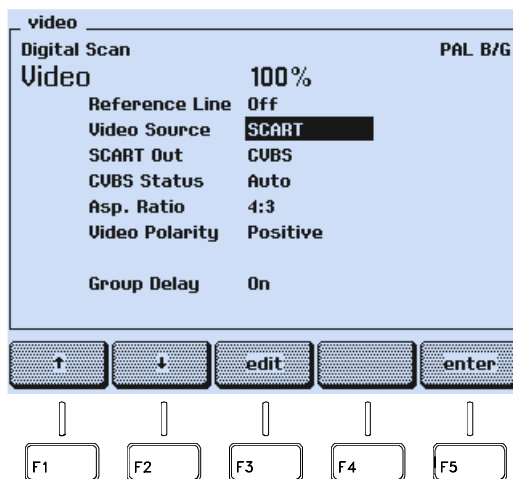 video
Digital Scan PAL B/G
Video 100%
Reference Line Off
Video Source SCART
SCART Out CVBS
CVBS Status Auto
Asp. Ratio 4:3
Video Polarity Positive
Group Delay On
↑ ↓ edit enter
F1 F2 F3 F4 F5